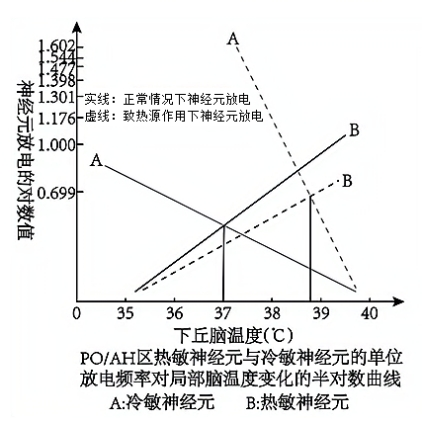 神经元放电的对数值
1.602
1.544
1.477
1.398
1.301
1.176
1.000
0.699
实线：正常情况下神经元放电
虚线：致热源作用下神经元放电
A
A
B
B
0 35 36 37 38 39 40
下丘脑温度(℃)
PO/AH区热敏神经元与冷敏神经元的单位
放电频率对局部脑温度变化的半对数曲线
A:冷敏神经元 B:热敏神经元